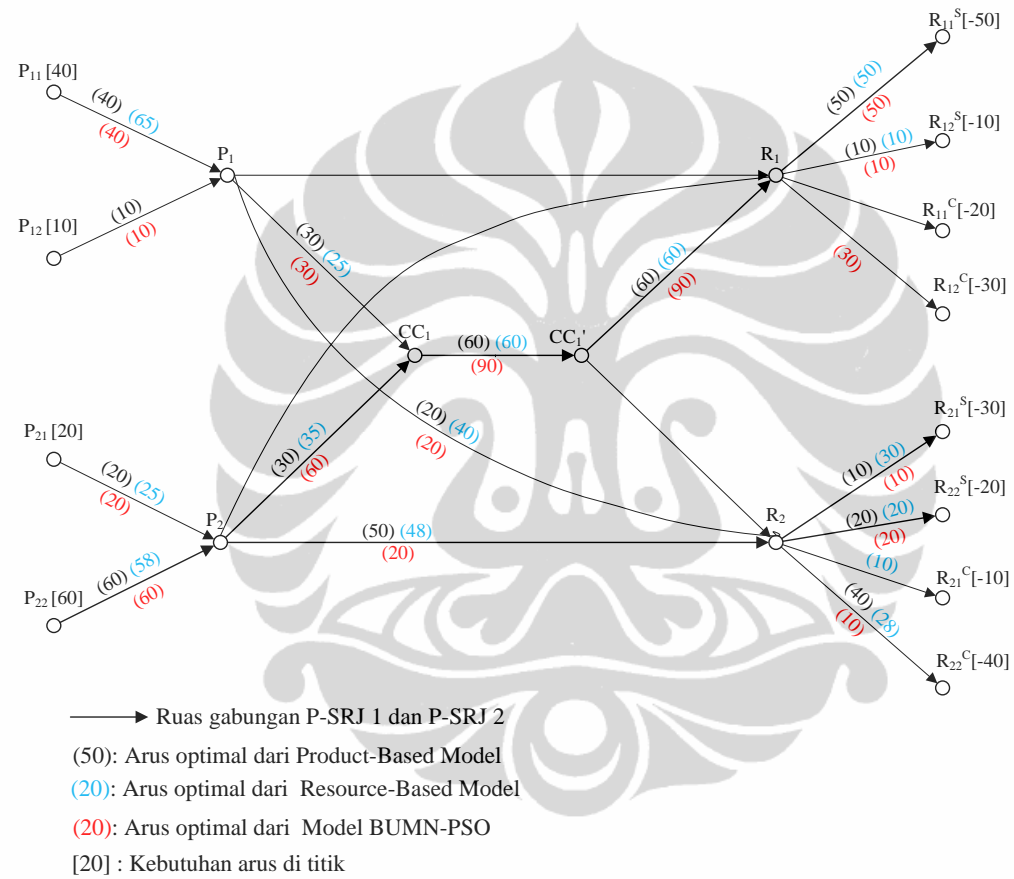 R₁₁ˢ[-50]
P₁₁ [40]
(40) (65)
(40)
(50) (50)
(50)
R₁₂ˢ[-10]
(10) (10)
(10)
P₁
R₁
P₁₂ [10]
(10)
(10)
R₁₁ᶜ[-20]
(30) (25)
(30)
(60) (60)
(90)
(30)
R₁₂ᶜ[-30]
CC₁
(60) (60)
(90)
CC₁'
P₂₁ [20]
(20) (25)
(20)
(30) (35)
(60)
(20) (40)
(20)
R₂₁ˢ[-30]
(10) (30)
(10)
R₂₂ˢ[-20]
(20) (20)
(20)
P₂
(50) (48)
(20)
R₂
(10)
R₂₁ᶜ[-10]
P₂₂ [60]
(60) (58)
(60)
(40) (28)
(10)
R₂₂ᶜ[-40]
Ruas gabungan P-SRJ 1 dan P-SRJ 2
(50): Arus optimal dari Product-Based Model
(20): Arus optimal dari Resource-Based Model
(20): Arus optimal dari Model BUMN-PSO
[20] : Kebutuhan arus di titik